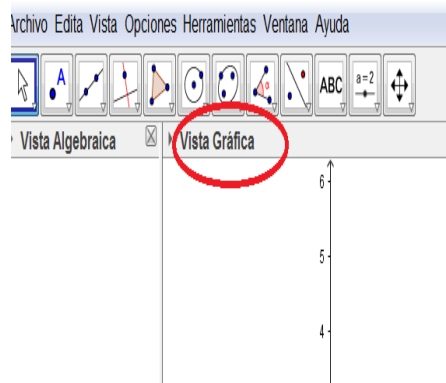 Archivo Edita Vista Opciones Herramientas Ventana Ayuda
A ABC a=2
Vista Algebraica Vista Gráfica
6
5
4